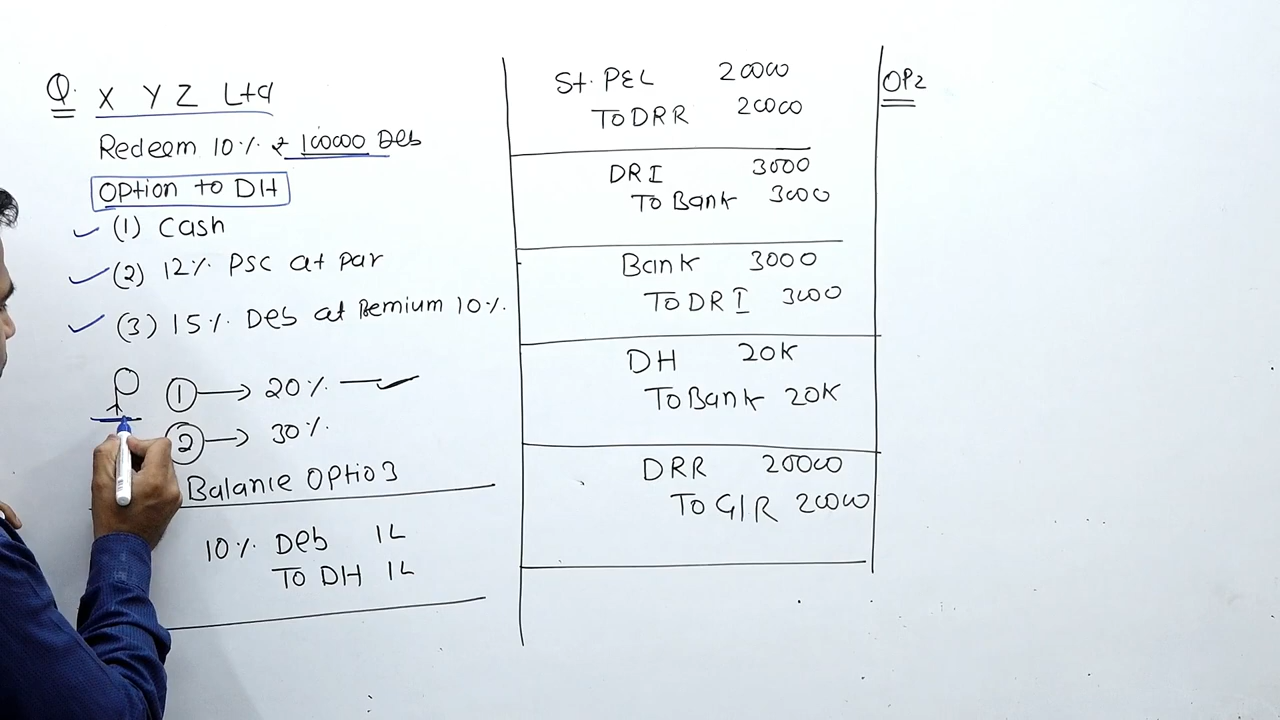 Q. X Y Z Ltd
Redeem 10% ₹ 100000 Deb
Option to DH
(1) Cash
(2) 12% PSC at Par
(3) 15% Deb at Premium 10%.
① → 20%
② → 30%
Balance Optio 3
10% Deb 1L
To DH 1L
St. P&L 20000
To DRR 20000
DRI 3000
To Bank 3000
Bank 3000
To DRI 3000
DH 20K
To Bank 20K
DRR 20000
To G/R 20000
OP2